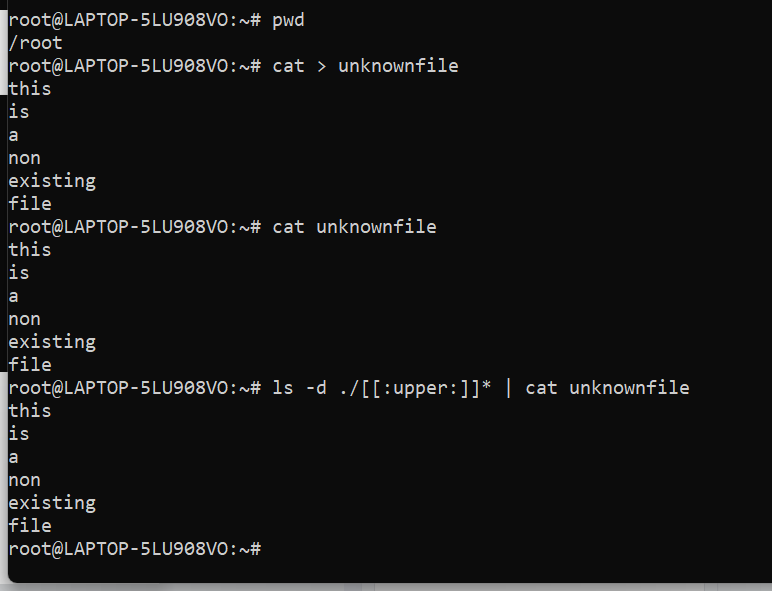 root@LAPTOP-5LU908VO:~# pwd
/root
root@LAPTOP-5LU908VO:~# cat > unknownfile
this
is
a
non
existing
file
root@LAPTOP-5LU908VO:~# cat unknownfile
this
is
a
non
existing
file
root@LAPTOP-5LU908VO:~# ls -d ./[[:upper:]]* | cat unknownfile
this
is
a
non
existing
file
root@LAPTOP-5LU908VO:~#